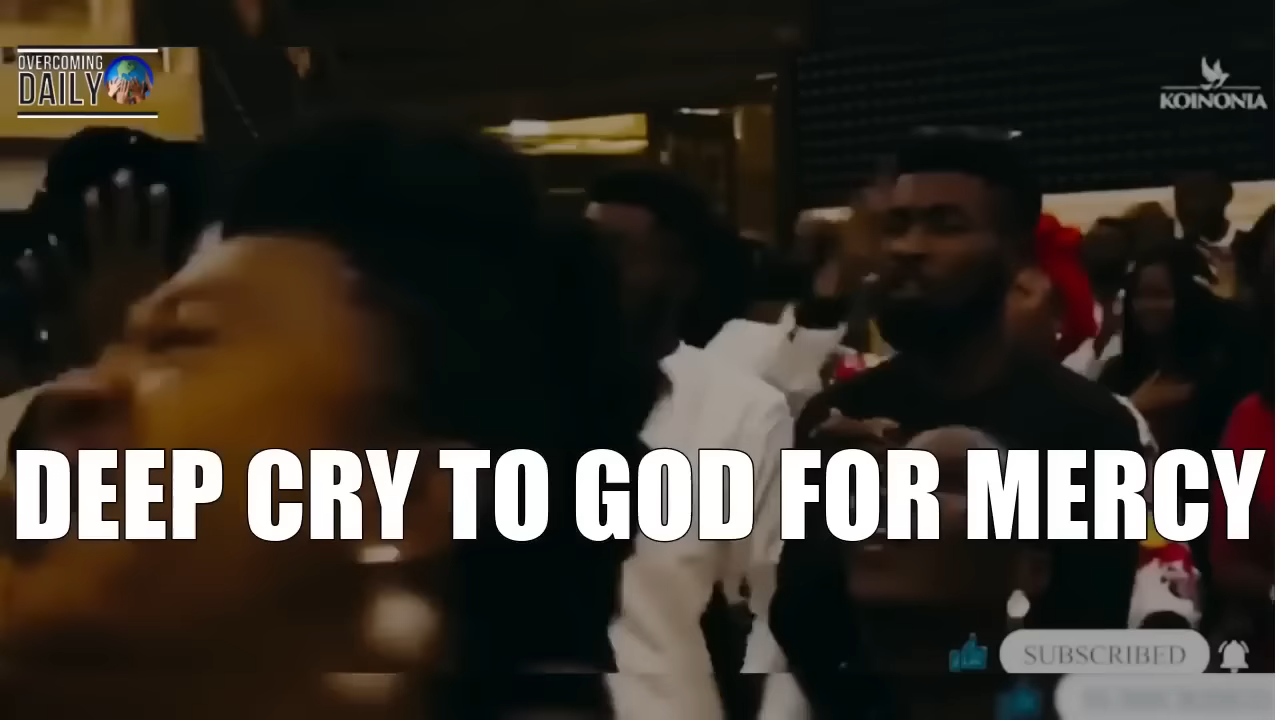 OVERCOMING
DAILY
KOINONIA
DEEP CRY TO GOD FOR MERCY
SUBSCRIBED